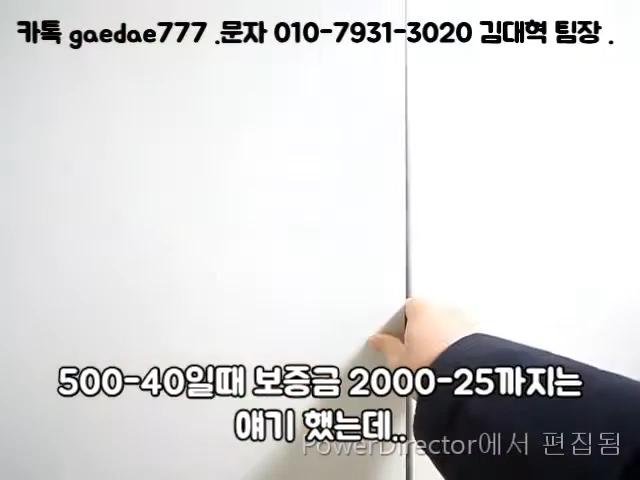 카톡 gaedae777 .문자 010-7931-3020 김대혁 팀장 .
500-40일때 보증금 2000-25까지는
얘기 했는데..
PowerDirector에서 편집됨